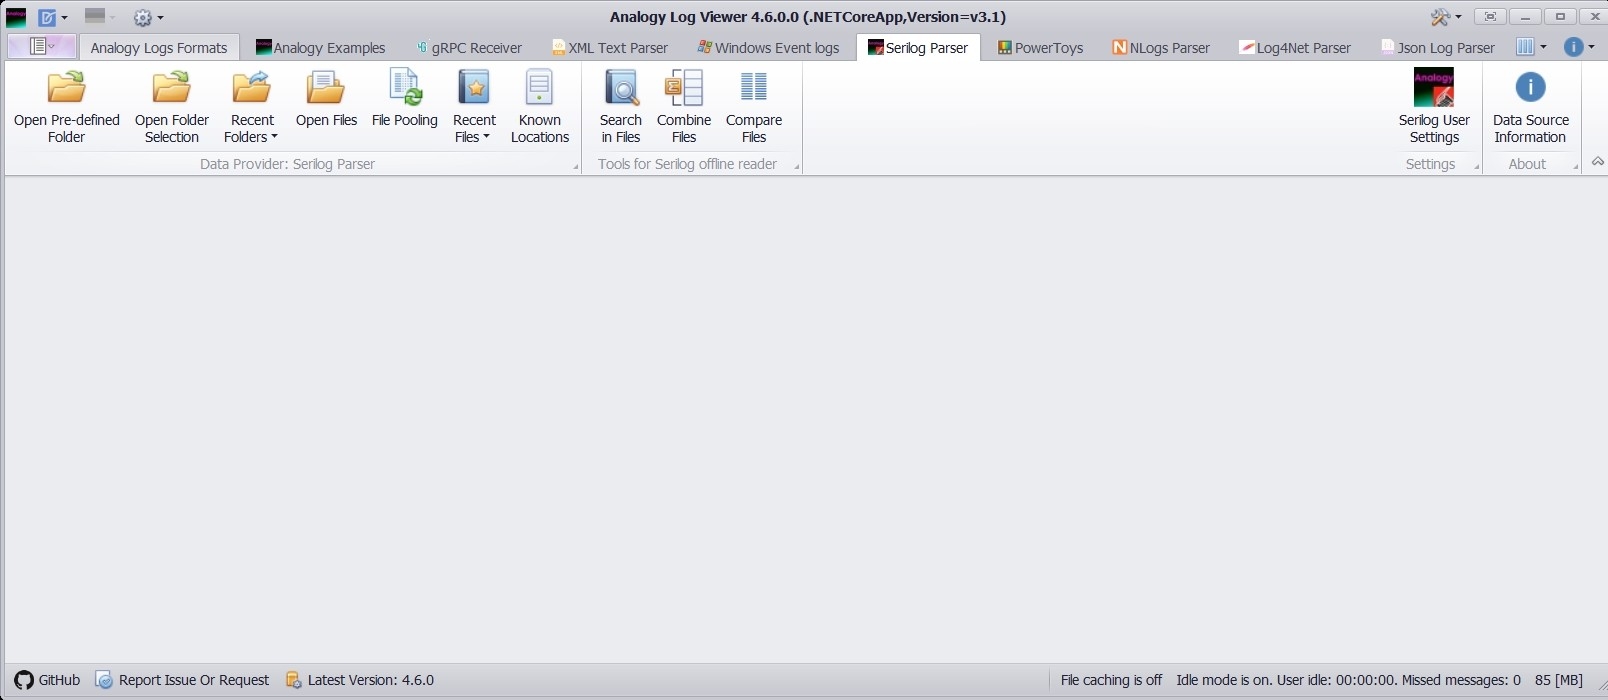 Analogy Log Viewer 4.6.0.0 (.NETCoreApp,Version=v3.1)
Analogy Logs Formats Analogy Examples gRPC Receiver XML Text Parser Windows Event logs Serilog Parser PowerToys NLogs Parser Log4Net Parser Json Log Parser
Open Pre-defined Folder
Open Folder Selection
Recent Folders
Open Files
File Pooling
Recent Files
Known Locations
Search in Files
Combine Files
Compare Files
Analogy
Serilog User Settings
Data Source Information
Data Provider: Serilog Parser
Tools for Serilog offline reader
Settings
About
GitHub Report Issue Or Request Latest Version: 4.6.0 File caching is off Idle mode is on. User idle: 00:00:00. Missed messages: 0 85 [MB]